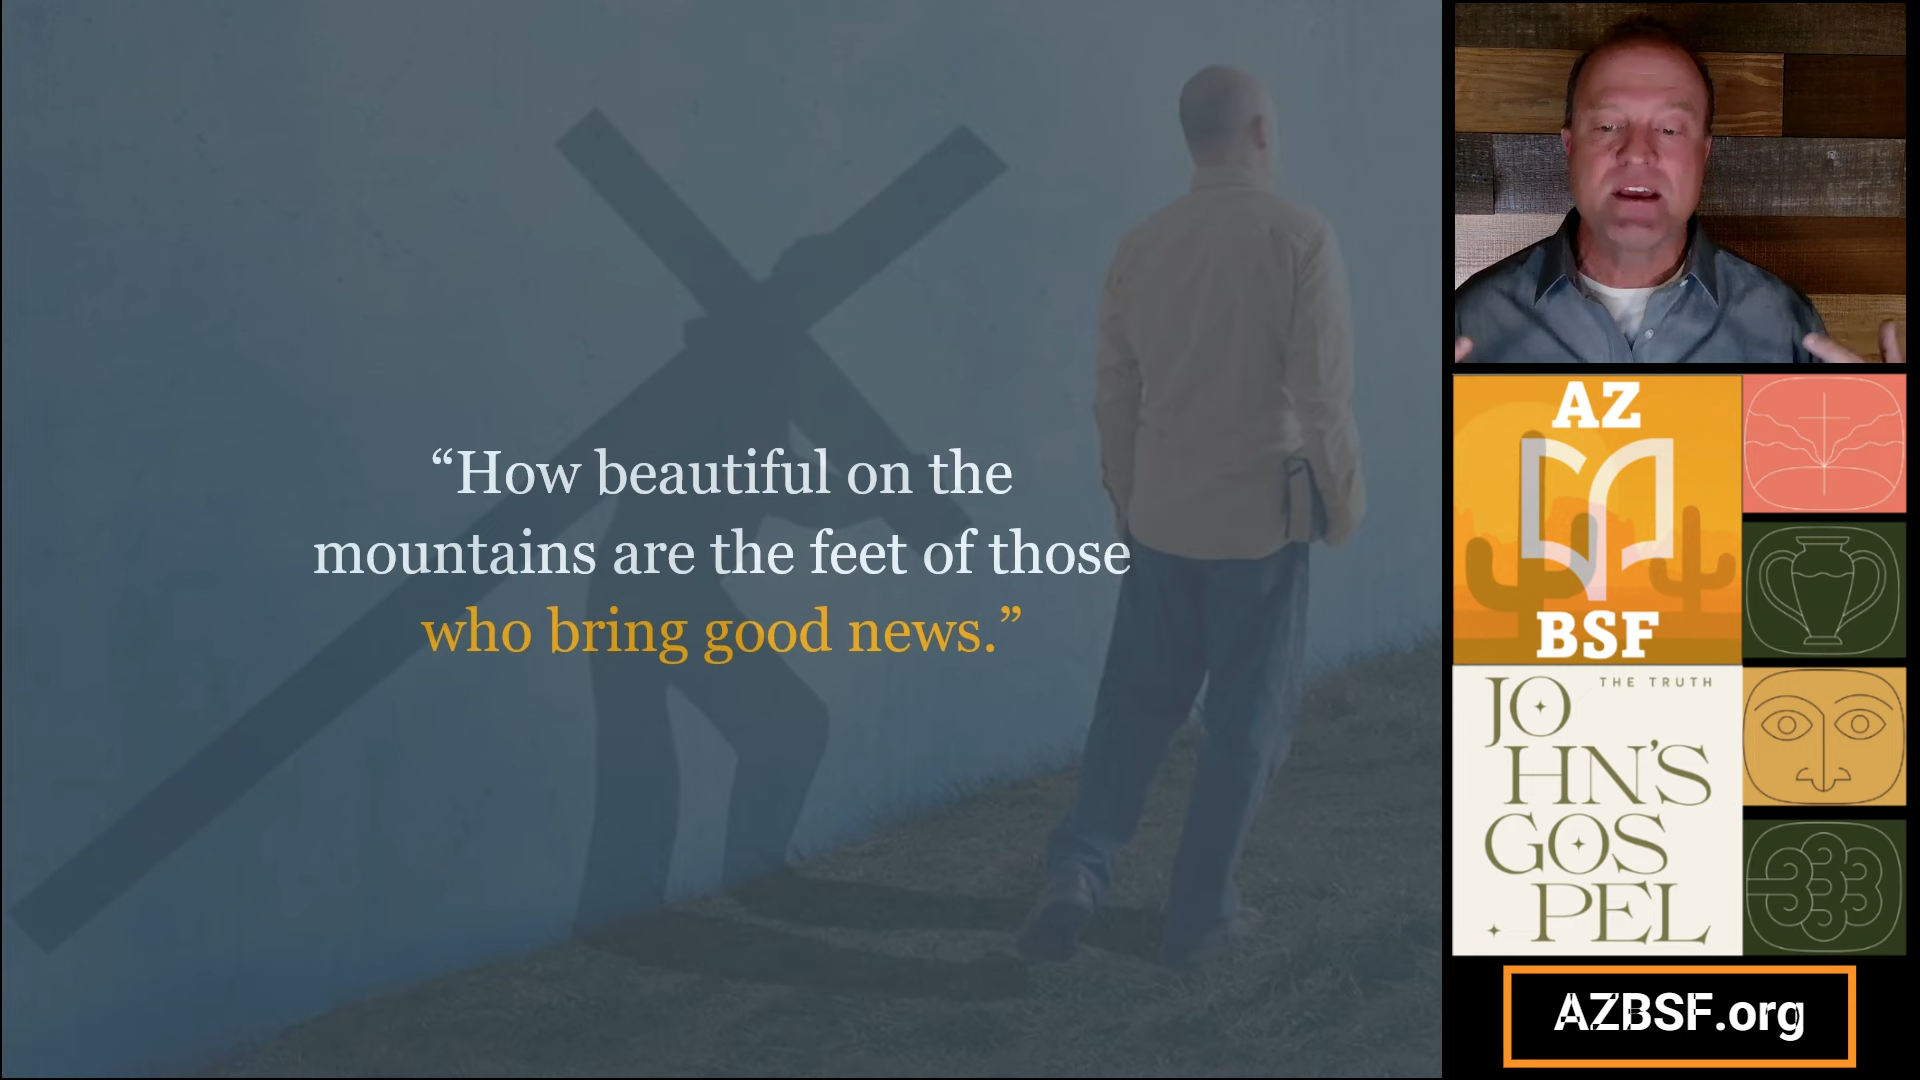 “How beautiful on the
mountains are the feet of those
who bring good news.”
AZ
BSF
THE TRUTH
JO
HN’S
GOS
PEL
AZBSF.org